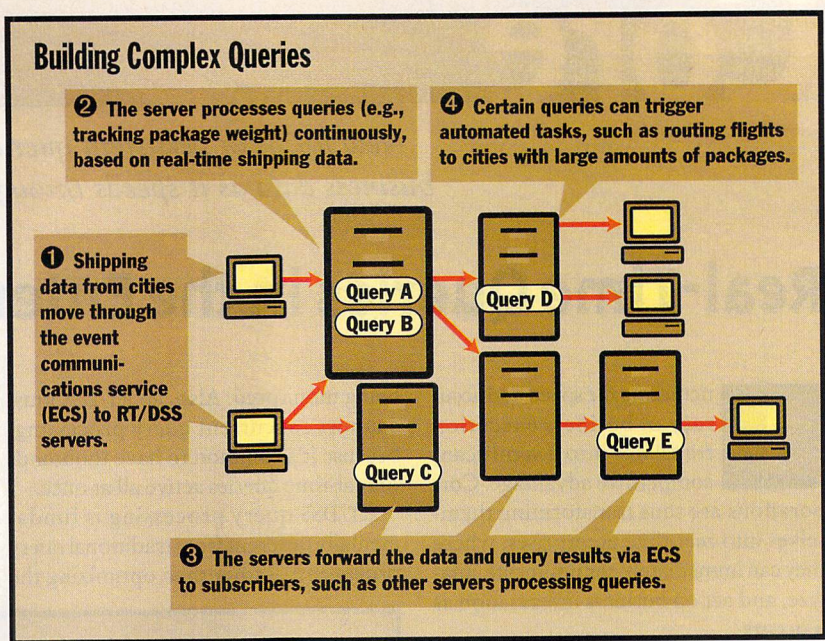 Building Complex Queries
❷ The server processes queries (e.g.,
tracking package weight) continuously,
based on real-time shipping data.
❹ Certain queries can trigger
automated tasks, such as routing flights
to cities with large amounts of packages.
❶ Shipping
data from cities
move through
the event
communi-
cations service
(ECS) to RT/DSS
servers.
Query A
Query B
Query D
Query C
Query E
❸ The servers forward the data and query results via ECS
to subscribers, such as other servers processing queries.